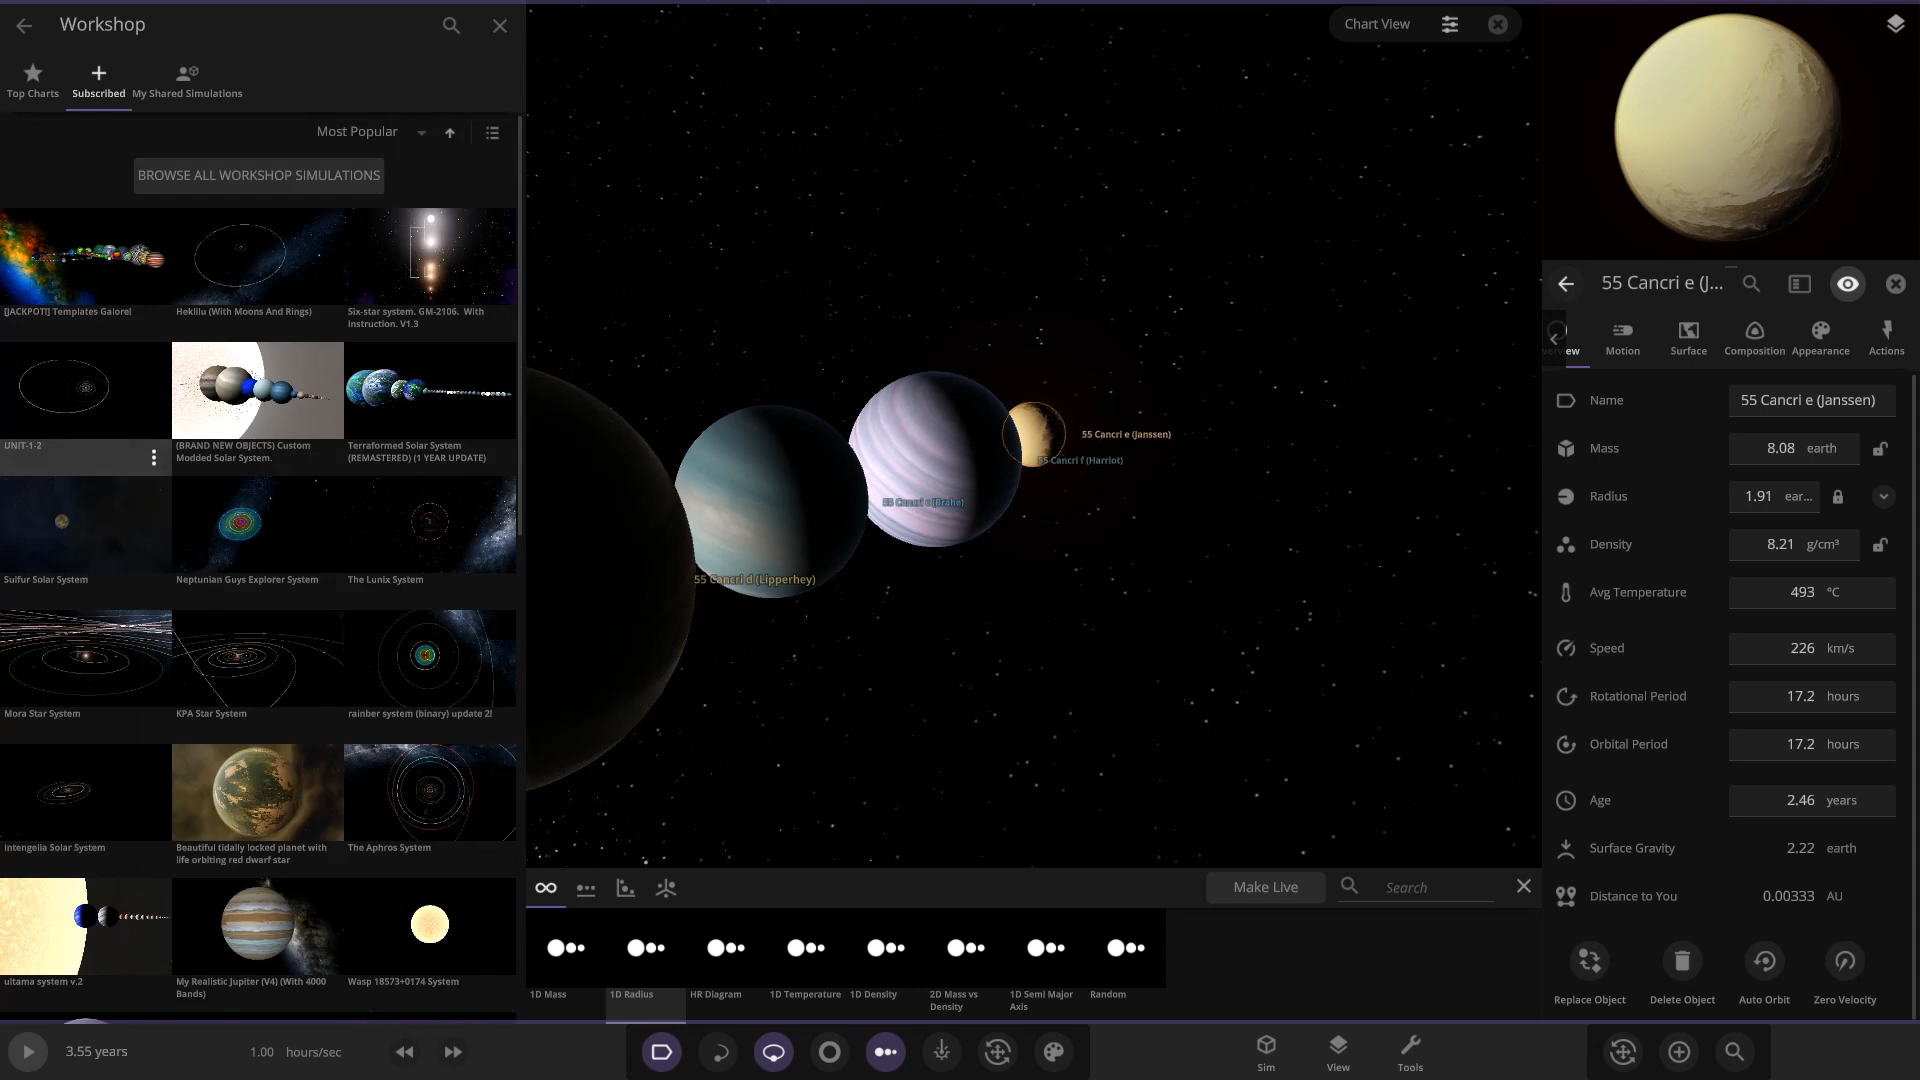 Workshop
Top Charts
Subscribed
My Shared Simulations
Most Popular
BROWSE ALL WORKSHOP SIMULATIONS
[JACKPOT!] Templates Galore!
Heklilu (With Moons And Rings)
Six-star system. GM-2106. With
instruction. V1.3
UNIT-1-2
(BRAND NEW OBJECTS) Custom
Modded Solar System.
Terraformed Solar System
(REMASTERED) (1 YEAR UPDATE)
Sulfur Solar System
Neptunian Guys Explorer System
The Lunix System
Mora Star System
KPA Star System
rainber system (binary) update 2!
Intengelia Solar System
Beautiful tidally locked planet with
life orbiting red dwarf star
The Aphros System
ultama system v.2
My Realistic Jupiter (V4) (With 4000
Bands)
Wasp 18573+0174 System
Chart View
55 Cancri e (Janssen)
55 Cancri f (Harriot)
55 Cancri c (Brahe)
55 Cancri d (Lipperhey)
Make Live
Search
1D Mass
1D Radius
HR Diagram
1D Temperature
1D Density
2D Mass vs
Density
1D Semi Major
Axis
Random
55 Cancri e (J...
erview
Motion
Surface
Composition
Appearance
Actions
Name
55 Cancri e (Janssen)
Mass
8.08 earth
Radius
1.91 ear...
Density
8.21 g/cm³
Avg Temperature
493 °C
Speed
226 km/s
Rotational Period
17.2 hours
Orbital Period
17.2 hours
Age
2.46 years
Surface Gravity
2.22 earth
Distance to You
0.00333 AU
Replace Object
Delete Object
Auto Orbit
Zero Velocity
3.55 years
1.00 hours/sec
Sim
View
Tools